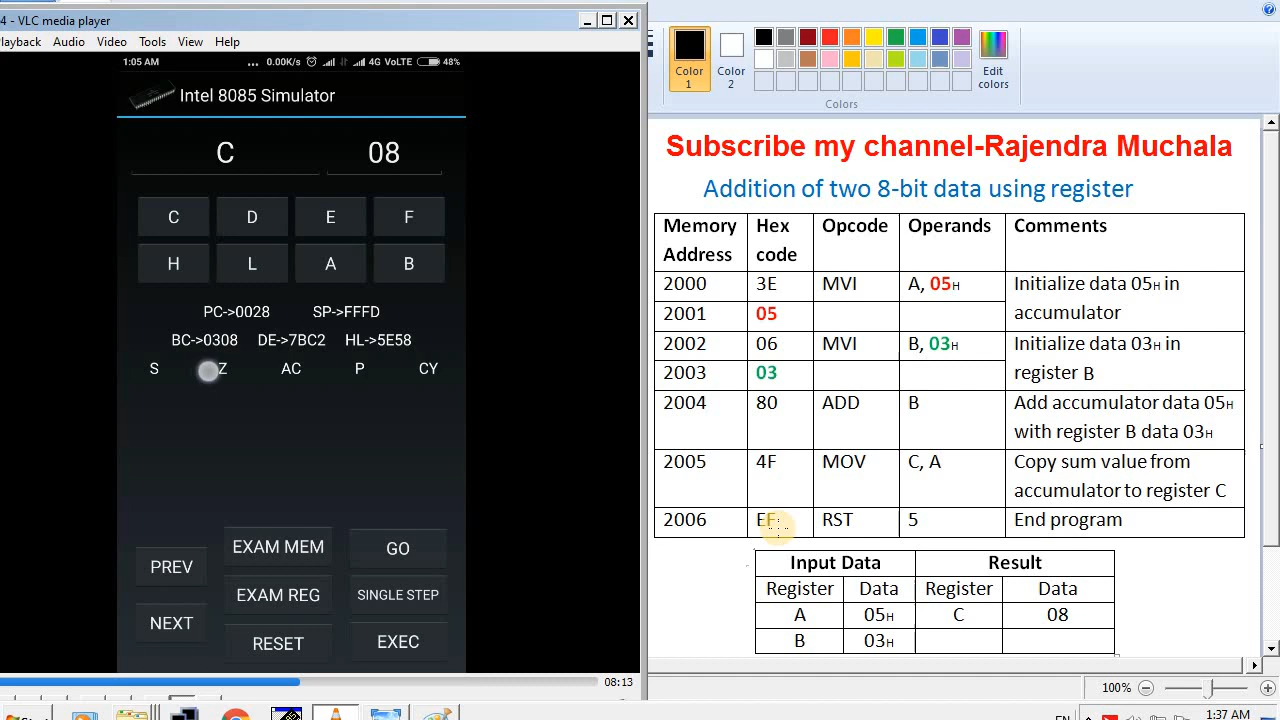 4 - VLC media player
layback Audio Video Tools View Help
1:05 AM ... 0.00K/s 4G VoLTE 48%
Intel 8085 Simulator
C 08
C D E F
H L A B
PC->0028 SP->FFFD
BC->0308 DE->7BC2 HL->5E58
S Z AC P CY
EXAM MEM GO
PREV
EXAM REG SINGLE STEP
NEXT
RESET EXEC
08:13
Color 1
Color 2
Edit colors
Colors
Subscribe my channel-Rajendra Muchala
Addition of two 8-bit data using register
Memory Address Hex code Opcode Operands Comments
2000 3E MVI A, 05H Initialize data 05H in
2001 05 accumulator
2002 06 MVI B, 03H Initialize data 03H in
2003 03 register B
2004 80 ADD B Add accumulator data 05H
with register B data 03H
2005 4F MOV C, A Copy sum value from
accumulator to register C
2006 EF RST 5 End program
Input Data Result
Register Data Register Data
A 05H C 08
B 03H
100%
EN 1:37 AM